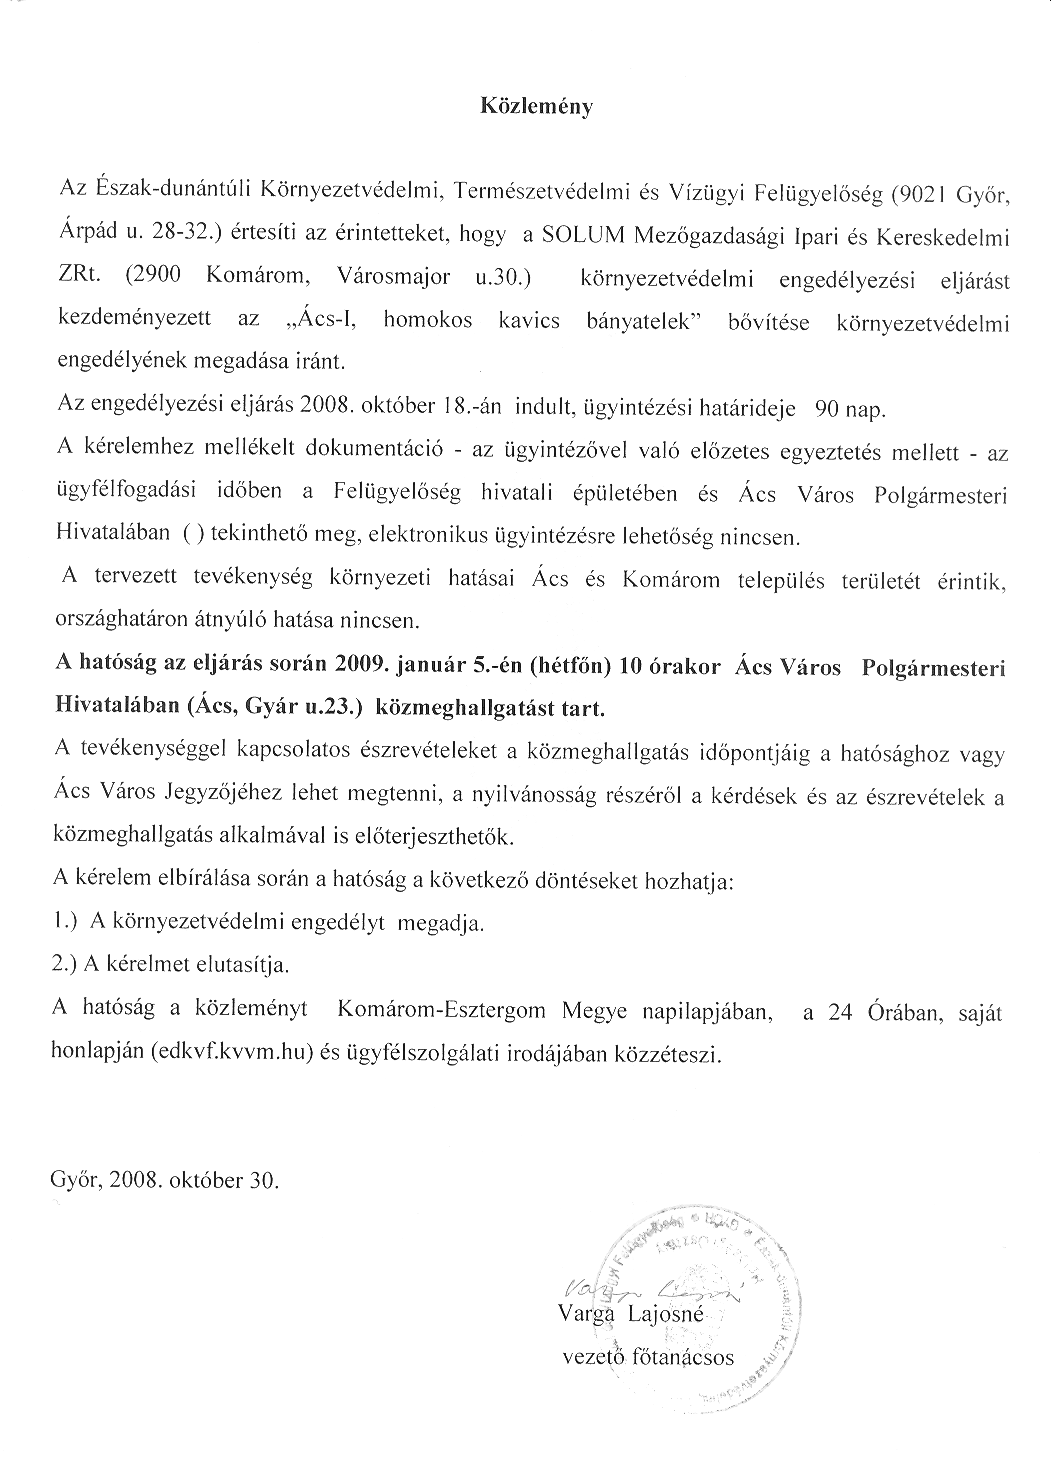 Közlemény
Az Észak-dunántúli Környezetvédelmi, Természetvédelmi és Vízügyi Felügyelőség (9021 Győr,
Árpád u. 28-32.) értesíti az érintetteket, hogy a SOLUM Mezőgazdasági Ipari és Kereskedelmi
ZRt. (2900 Komárom, Városmajor u.30.) környezetvédelmi engedélyezési eljárást
kezdeményezett az „Ács-I, homokos kavics bányatelek” bővítése környezetvédelmi
engedélyének megadása iránt.
Az engedélyezési eljárás 2008. október 18.-án indult, ügyintézési határideje 90 nap.
A kérelemhez mellékelt dokumentáció - az ügyintézővel való előzetes egyeztetés mellett - az
ügyfélfogadási időben a Felügyelőség hivatali épületében és Ács Város Polgármesteri
Hivatalában ( ) tekinthető meg, elektronikus ügyintézésre lehetőség nincsen.
A tervezett tevékenység környezeti hatásai Ács és Komárom település területét érintik,
országhatáron átnyúló hatása nincsen.
A hatóság az eljárás során 2009. január 5.-én (hétfőn) 10 órakor Ács Város Polgármesteri
Hivatalában (Ács, Gyár u.23.) közmeghallgatást tart.
A tevékenységgel kapcsolatos észrevételeket a közmeghallgatás időpontjáig a hatósághoz vagy
Ács Város Jegyzőjéhez lehet megtenni, a nyilvánosság részéről a kérdések és az észrevételek a
közmeghallgatás alkalmával is előterjeszthetők.
A kérelem elbírálása során a hatóság a következő döntéseket hozhatja:
1.) A környezetvédelmi engedélyt megadja.
2.) A kérelmet elutasítja.
A hatóság a közleményt Komárom-Esztergom Megye napilapjában, a 24 Órában, saját
honlapján (edkvf.kvvm.hu) és ügyfélszolgálati irodájában közzéteszi.
Győr, 2008. október 30.
Varga Lajosné
vezető főtanácsos